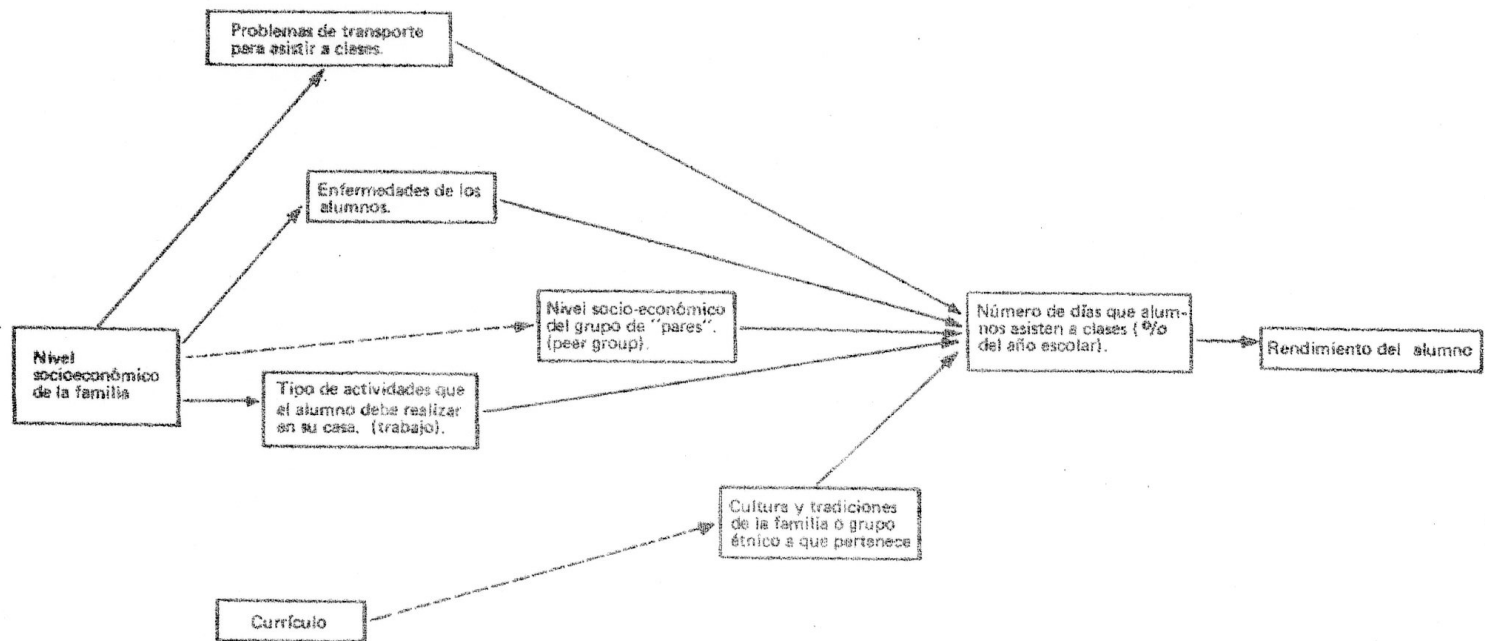 Problemas de transporte
para asistir a clases.
Enfermedades de los
alumnos.
Nivel socio-económico
del grupo de "pares".
(peer group).
Número de días que alum-
nos asisten a clases (%
del año escolar).
Rendimiento del alumno
Nivel
socioeconómico
de la familia
Tipo de actividades que
el alumno debe realizar
en su casa. (trabajo).
Cultura y tradiciones
de la familia o grupo
étnico a que pertenece
Currículo